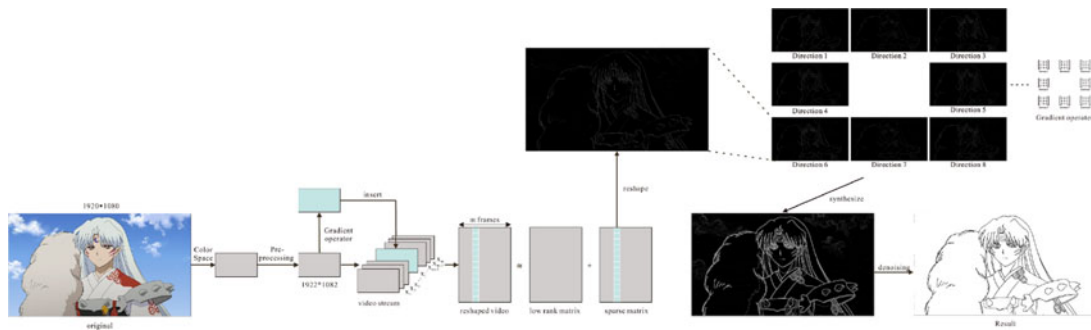 Direction 1
Direction 2
Direction 3
Direction 4
Direction 5
Gradient operator
Direction 6
Direction 7
Direction 8
reshape
synthesize
1920*1080
insert
m frames
Color
Space
Pre-
processing
Gradient
operator
denoising
1922*1082
video stream
reshaped video
≈
low rank matrix
+
sparse matrix
original
Result